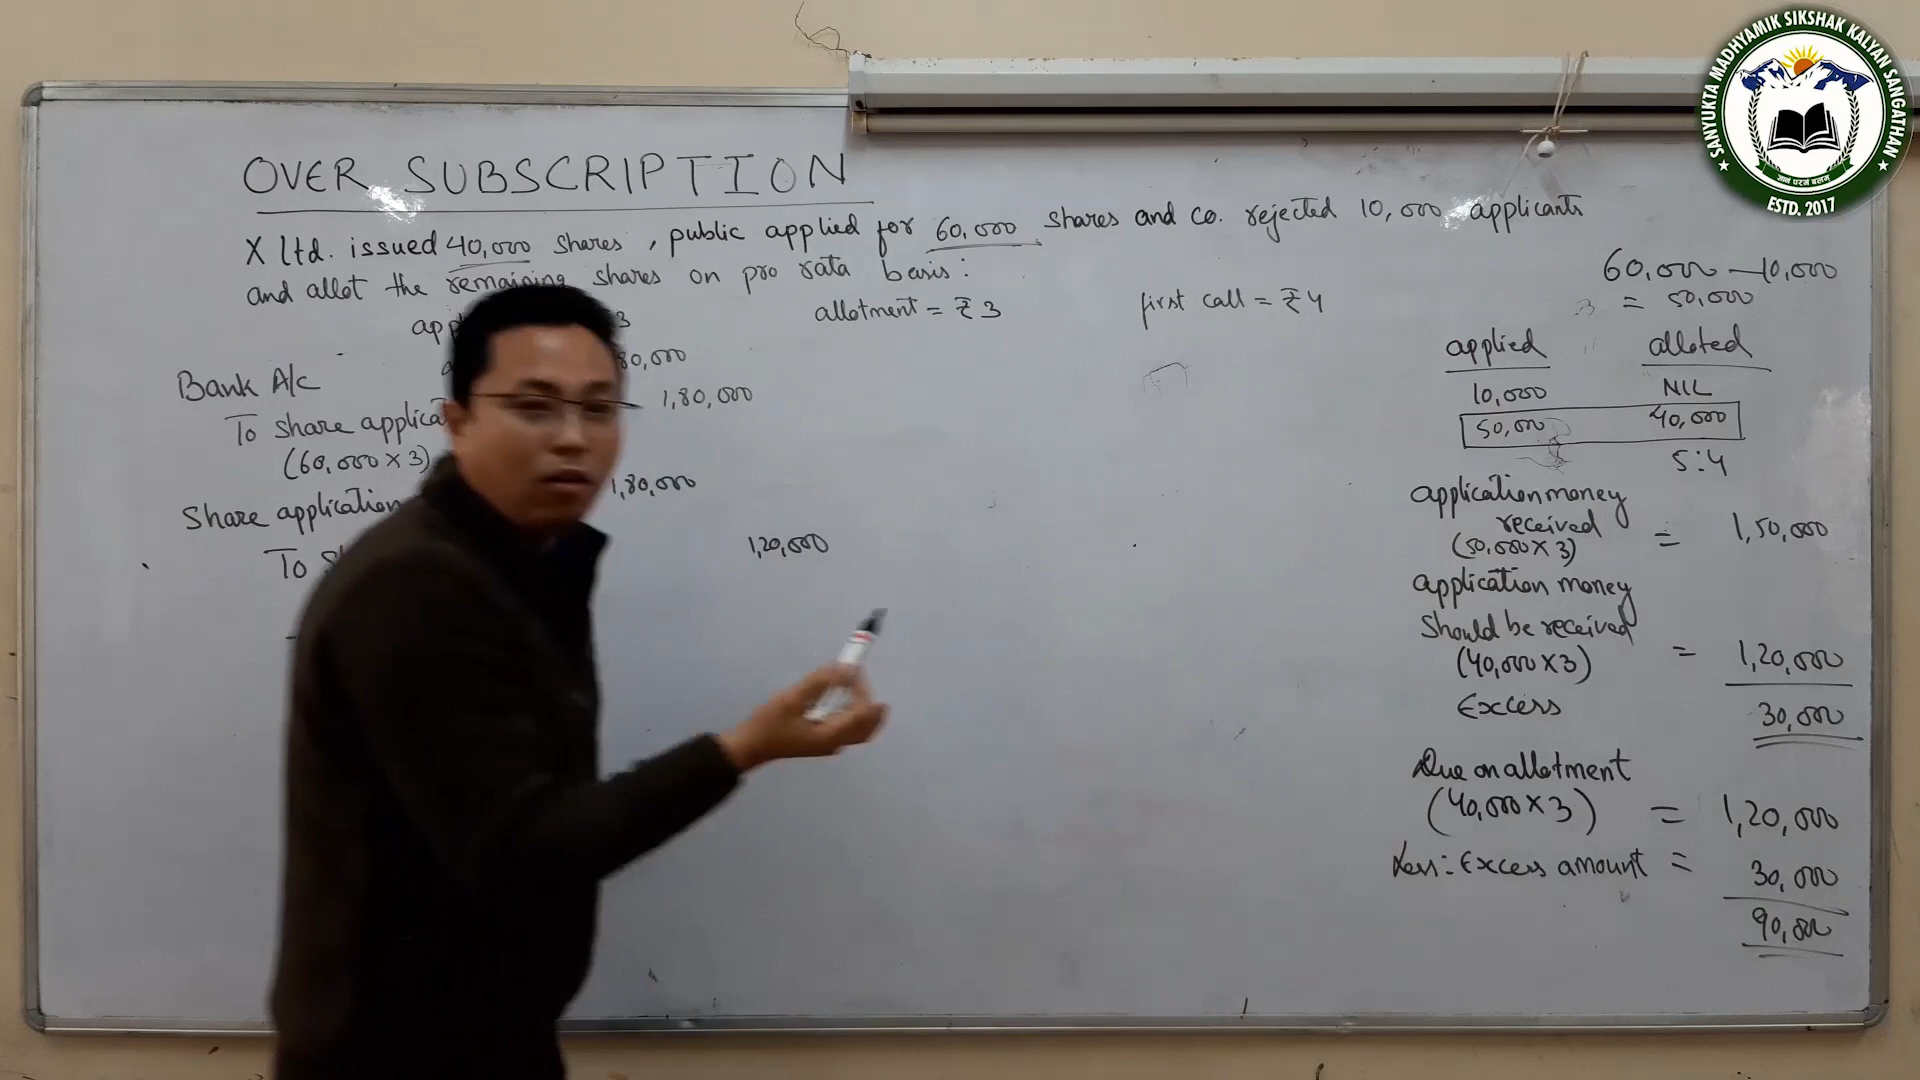 OVER SUBSCRIPTION
X Ltd. issued 40,000 shares, public applied for 60,000 shares and co. rejected 10,000 applicants
and allot the remaining shares on pro rata basis:
3 allotment = ₹3 first call = ₹4
80,000
Bank A/c
To share applica
1,80,000
(60,000 × 3)
Share application
1,80,000
To
1,20,000
60,000 - 10,000
= 50,000
applied alloted
10,000 NIL
50,000 40,000
5:4
application money
received
(50,000 × 3) = 1,50,000
application money
Should be received
(40,000 × 3) = 1,20,000
Excess 30,000
Due on allotment
(40,000 × 3) = 1,20,000
Less: Excess amount = 30,000
90,000
SANYUKTA MADHYAMIK SIKSHAK KALYAN SANGATHAN
ज्ञानं परमं बलम्
ESTD. 2017